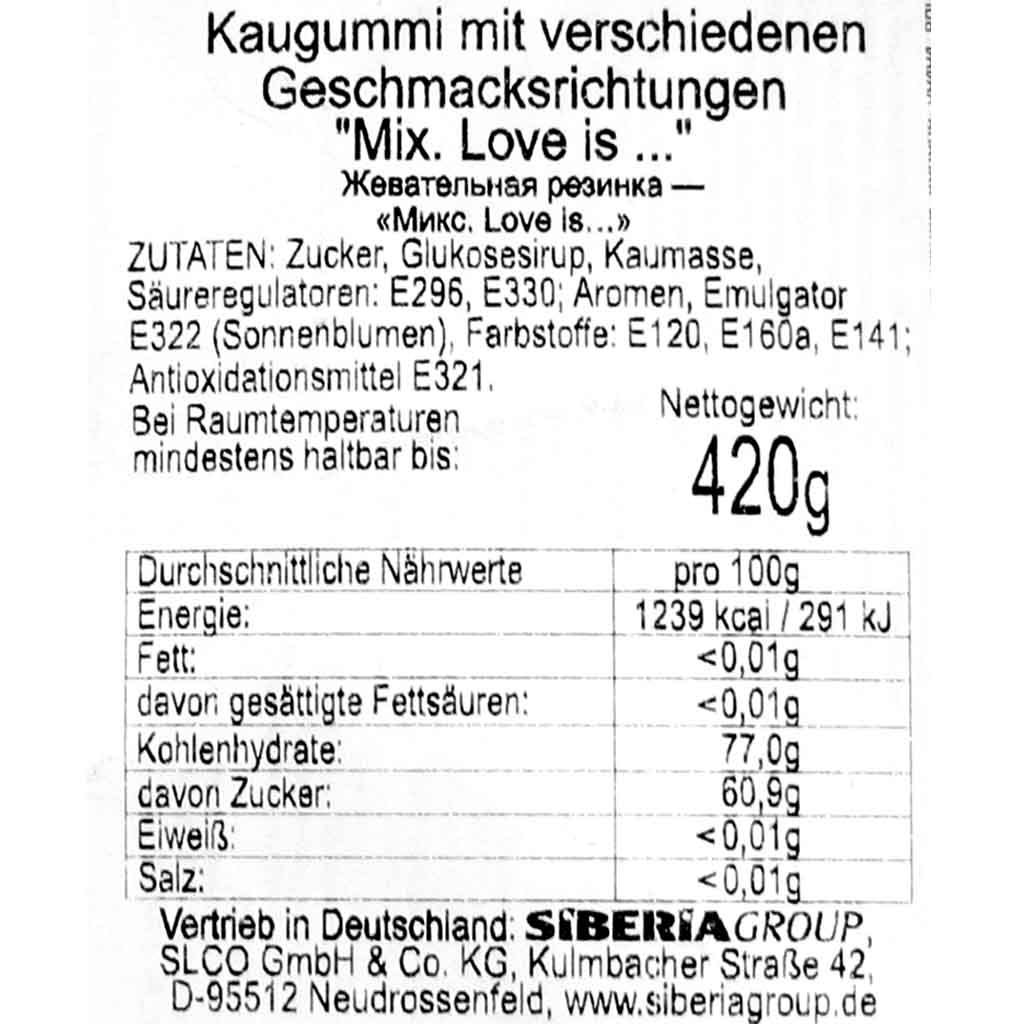 Kaugummi mit verschiedenen
Geschmacksrichtungen
"Mix. Love is ..."
Жевательная резинка —
«Микс. Love is...»
ZUTATEN: Zucker, Glukosesirup, Kaumasse,
Säureregulatoren: E296, E330; Aromen, Emulgator
E322 (Sonnenblumen), Farbstoffe: E120, E160a, E141;
Antioxidationsmittel E321.
Bei Raumtemperaturen
mindestens haltbar bis:
Nettogewicht:
420g
Durchschnittliche Nährwerte pro 100g
Energie: 1239 kcal / 291 kJ
Fett: <0,01g
davon gesättigte Fettsäuren: <0,01g
Kohlenhydrate: 77,0g
davon Zucker: 60,9g
Eiweiß: <0,01g
Salz: <0,01g
Vertrieb in Deutschland: SiBERiAGROUP,
SLCO GmbH & Co. KG, Kulmbacher Straße 42,
D-95512 Neudrossenfeld, www.siberiagroup.de